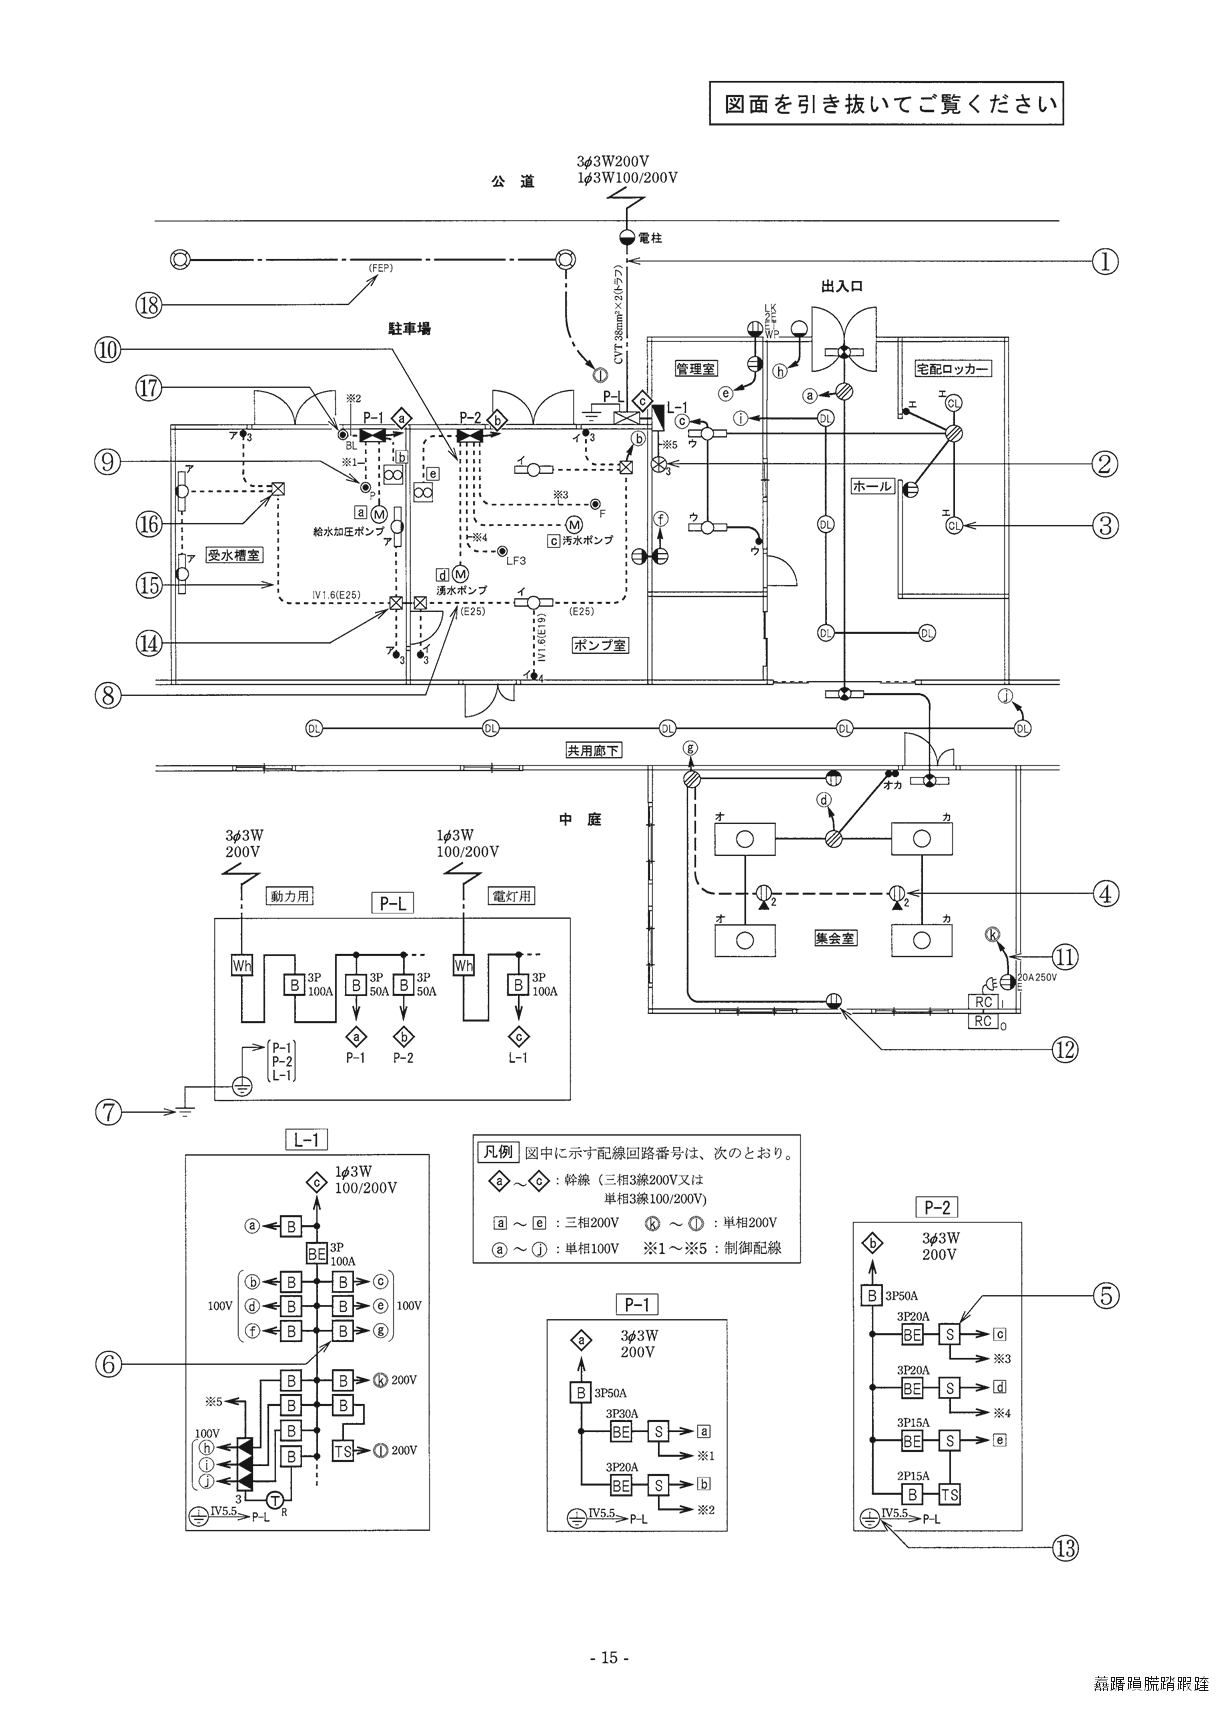 図面を引き抜いてご覧ください
3φ3W200V
1φ3W100/200V
公 道
電柱
①
(FEP)
⑱
CVT 38mm²×2(トラフ)
出入口
駐車場
LK
2E
ET
WP
⑩
管理室
宅配ロッカー
⑰
※2
P-1
a
P-2
b
P-L
c
L-1
l
e
h
a
i
c
エ
CL
DL
ア 3
BL
イ 3
b
※5
ウ
⑨
※1
P
b
e
イ
3
②
ア
ホール
⑯
a
M
給水加圧ポンプ
ア
※3
F
M
c
汚水ポンプ
f
ウ
ウ
エ
CL
③
DL
受水槽室
※4
LF3
d
M
湧水ポンプ
ア
⑮
IV1.6(E25)
(E25)
イ
(E25)
IV1.6(E19)
⑭
ア 3
イ 3
ポンプ室
DL
DL
⑧
イ 4
j
DL
DL
DL
DL
DL
共用廊下
g
オカ
中 庭
d
オ
カ
3φ3W
200V
1φ3W
100/200V
動力用
P-L
電灯用
2
2
④
オ
カ
集会室
k
⑪
Wh
B
3P
100A
B
3P
50A
B
3P
50A
Wh
B
3P
100A
20A250V
E
RC I
RC O
a
P-1
b
P-2
c
L-1
⑫
P-1
P-2
L-1
⑦
L-1
凡例 図中に示す配線回路番号は、次のとおり。
a ～ c : 幹線（三相3線200V又は
単相3線100/200V)
a ～ e : 三相200V k ～ l : 単相200V
a ～ j : 単相100V ※1～※5 : 制御配線
c
1φ3W
100/200V
a
B
BE
3P
100A
100V
b
B
B
c
d
B
B
e
100V
f
B
B
g
⑥
B
B
k
200V
※5
B
B
100V
B
h
i
j
B
TS
l
200V
3
T
R
IV5.5
P-L
P-1
a
3φ3W
200V
B
3P50A
3P30A
BE
S
a
※1
3P20A
BE
S
b
※2
IV5.5
P-L
P-2
b
3φ3W
200V
B
3P50A
⑤
3P20A
BE
S
c
※3
3P20A
BE
S
d
※4
3P15A
BE
S
e
2P15A
B
TS
IV5.5
P-L
⑬
- 15 -